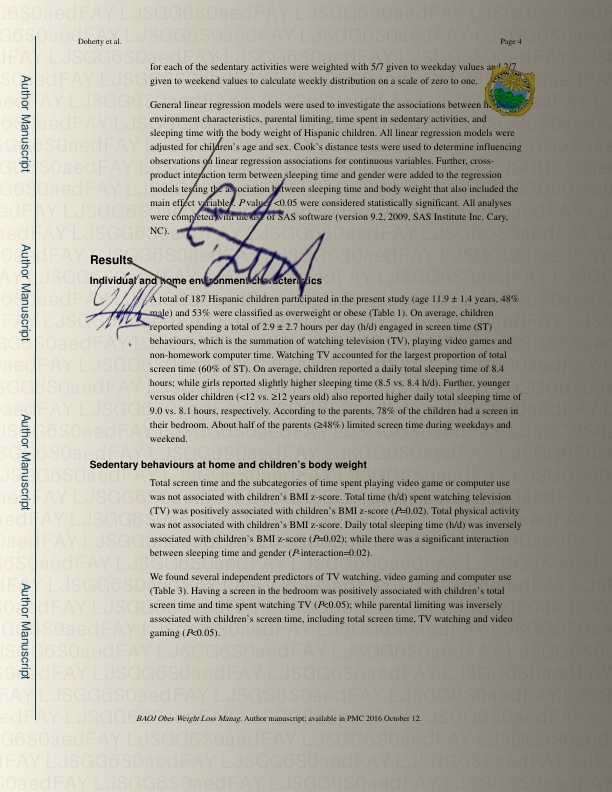 Doherty et al.
Page 4
for each of the sedentary activities were weighted with 5/7 given to weekday values and 2/7
given to weekend values to calculate weekly distribution on a scale of zero to one.
General linear regression models were used to investigate the associations between
environment characteristics, parental limiting, time spent in sedentary activities, and
sleeping time with the body weight of Hispanic children. All linear regression models were
adjusted for children's age and sex. Cook's distance tests were used to determine influencing
observations on linear regression associations for continuous variables. Further, cross-
product interaction term between sleeping time and gender were added to the regression
models testing the association between sleeping time and body weight that also included the
main effect variables. P values <0.05 were considered statistically significant. All analyses
were completed with the use of SAS software (version 9.2, 2009, SAS Institute Inc. Cary,
NC).
Results
Individual and home environment characteristics
A total of 187 Hispanic children participated in the present study (age 11.9 ± 1.4 years, 48%
male) and 53% were classified as overweight or obese (Table 1). On average, children
reported spending a total of 2.9 ± 2.7 hours per day (h/d) engaged in screen time (ST)
behaviours, which is the summation of watching television (TV), playing video games and
non-homework computer time. Watching TV accounted for the largest proportion of total
screen time (60% of ST). On average, children reported a daily total sleeping time of 8.4
hours; while girls reported slightly higher sleeping time (8.5 vs. 8.4 h/d). Further, younger
versus older children (<12 vs. ≥12 years old) also reported higher daily total sleeping time of
9.0 vs. 8.1 hours, respectively. According to the parents, 78% of the children had a screen in
their bedroom. About half of the parents (≥48%) limited screen time during weekdays and
weekend.
Sedentary behaviours at home and children's body weight
Total screen time and the subcategories of time spent playing video game or computer use
was not associated with children's BMI z-score. Total time (h/d) spent watching television
(TV) was positively associated with children's BMI z-score (P=0.02). Total physical activity
was not associated with children's BMI z-score. Daily total sleeping time (h/d) was inversely
associated with children's BMI z-score (P=0.02); while there was a significant interaction
between sleeping time and gender (P-interaction=0.02).
We found several independent predictors of TV watching, video gaming and computer use
(Table 3). Having a screen in the bedroom was positively associated with children's total
screen time and time spent watching TV (P<0.05); while parental limiting was inversely
associated with children's screen time, including total screen time, TV watching and video
gaming (P<0.05).
BAOJ Obes Weight Loss Manag. Author manuscript; available in PMC 2016 October 12.
Author Manuscript
Author Manuscript
Author Manuscript
Author Manuscript